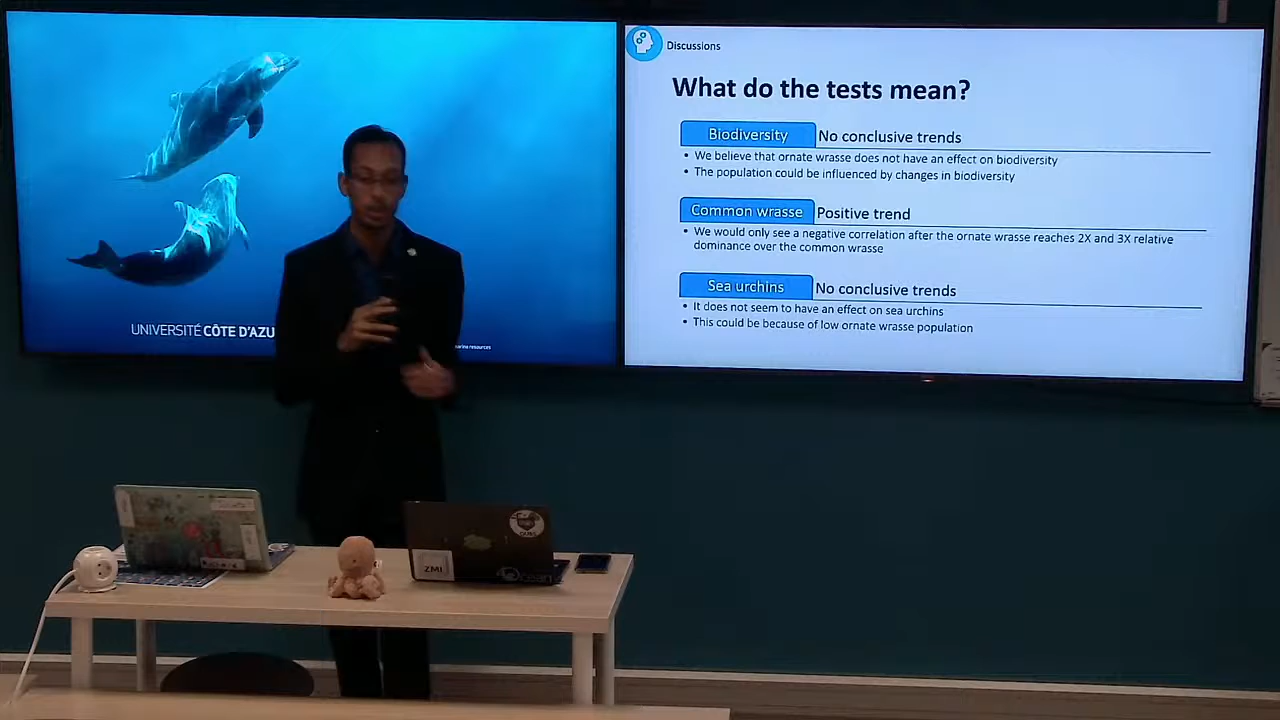 UNIVERSITÉ CÔTE D'AZU
arine resources
Discussions
What do the tests mean?
Biodiversity No conclusive trends
• We believe that ornate wrasse does not have an effect on biodiversity
• The population could be influenced by changes in biodiversity
Common wrasse Positive trend
• We would only see a negative correlation after the ornate wrasse reaches 2X and 3X relative
dominance over the common wrasse
Sea urchins No conclusive trends
• It does not seem to have an effect on sea urchins
• This could be because of low ornate wrasse population
ZMI